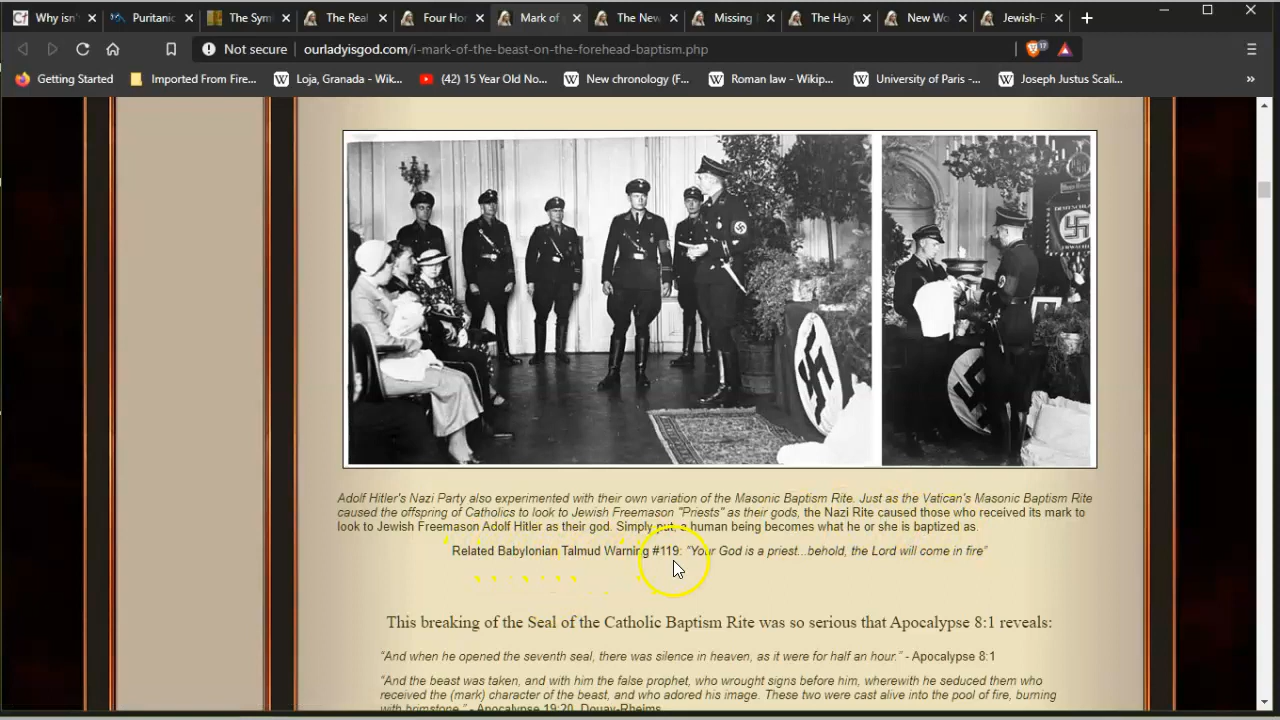 Why isn'
Puritanic
The Sym
The Real
Four Ho
Mark of
The New
Missing
The Hay
New Wo
Jewish-F
Not secure
ourladyisgod.com/i-mark-of-the-beast-on-the-forehead-baptism.php
17
Getting Started
Imported From Fire...
Loja, Granada - Wik...
(42) 15 Year Old No...
New chronology (F...
Roman law - Wikip...
University of Paris -...
Joseph Justus Scali...
»
Adolf Hitler's Nazi Party also experimented with their own variation of the Masonic Baptism Rite. Just as the Vatican's Masonic Baptism Rite
caused the offspring of Catholics to look to Jewish Freemason "Priests" as their gods, the Nazi Rite caused those who received its mark to
look to Jewish Freemason Adolf Hitler as their god. Simply put, a human being becomes what he or she is baptized as.
Related Babylonian Talmud Warning #119: "Your God is a priest...behold, the Lord will come in fire"
This breaking of the Seal of the Catholic Baptism Rite was so serious that Apocalypse 8:1 reveals:
"And when he opened the seventh seal, there was silence in heaven, as it were for half an hour." - Apocalypse 8:1
"And the beast was taken, and with him the false prophet, who wrought signs before him, wherewith he seduced them who
received the (mark) character of the beast, and who adored his image. These two were cast alive into the pool of fire, burning
with brimstone." - Apocalypse 19:20, Douay-Rheims